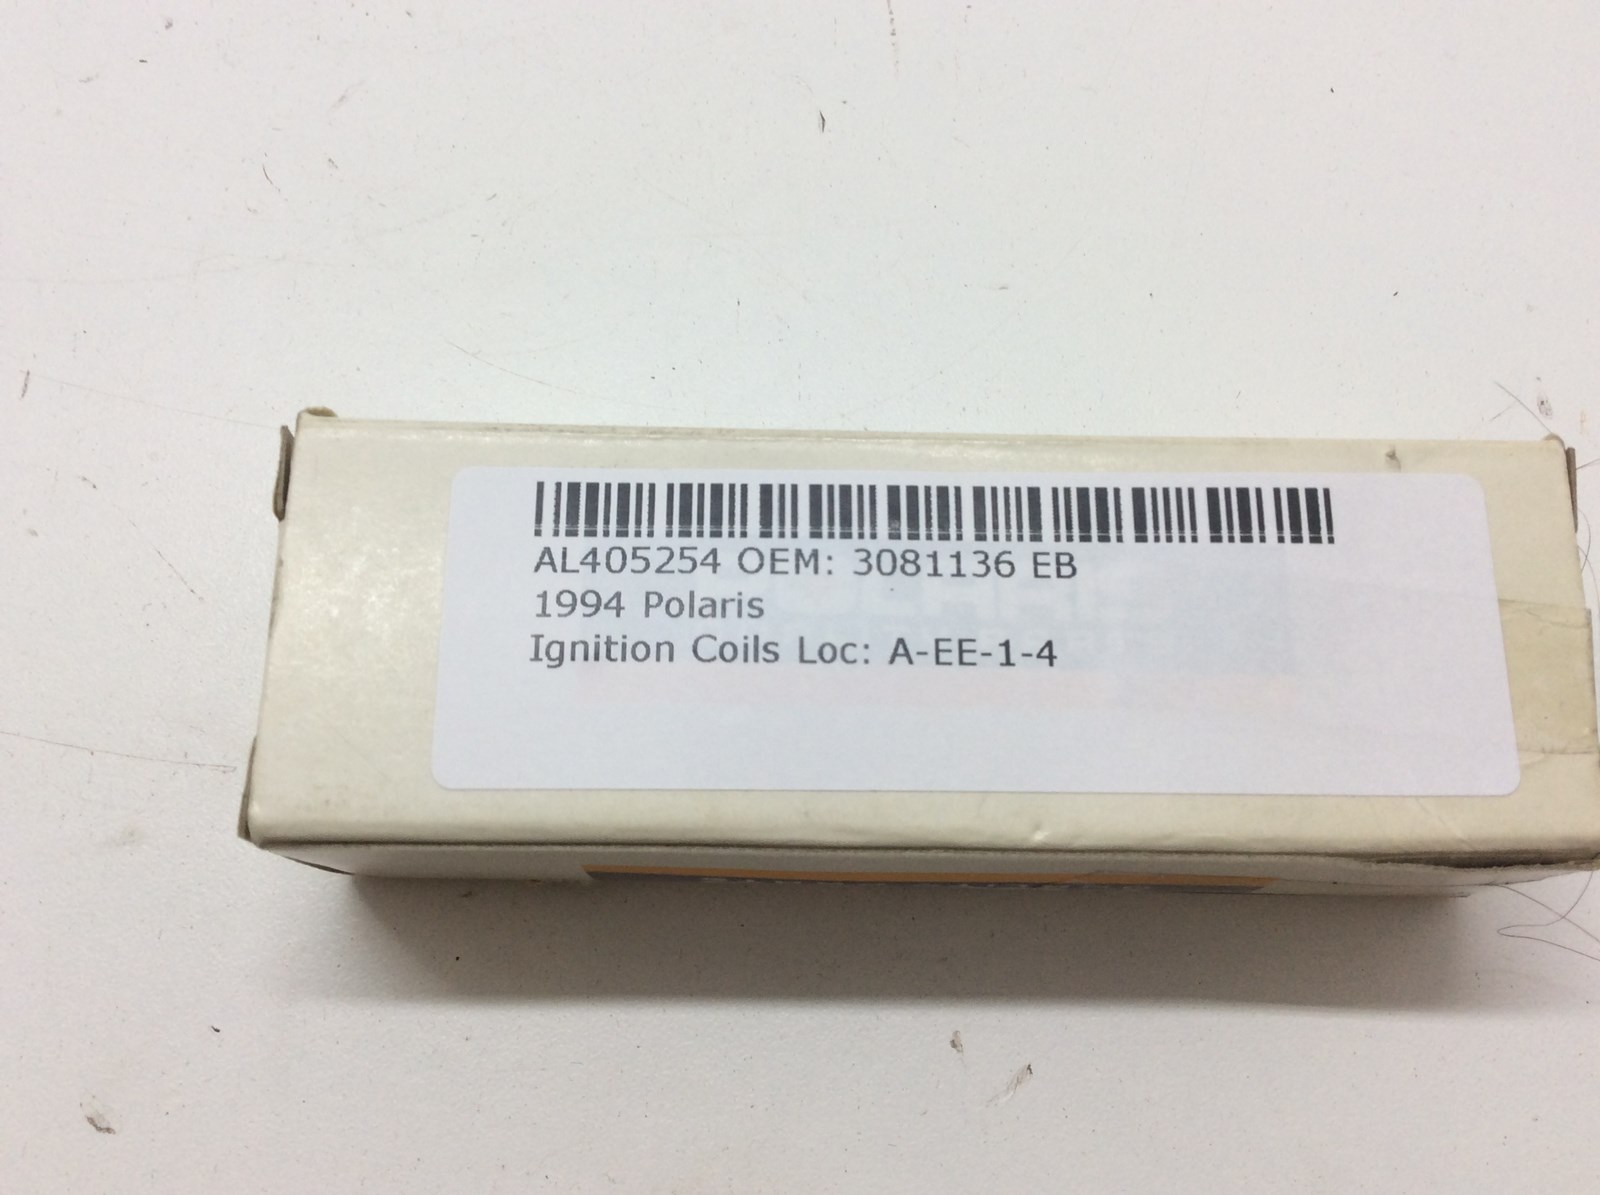 AL405254 OEM: 3081136 EB
1994 Polaris
Ignition Coils Loc: A-EE-1-4